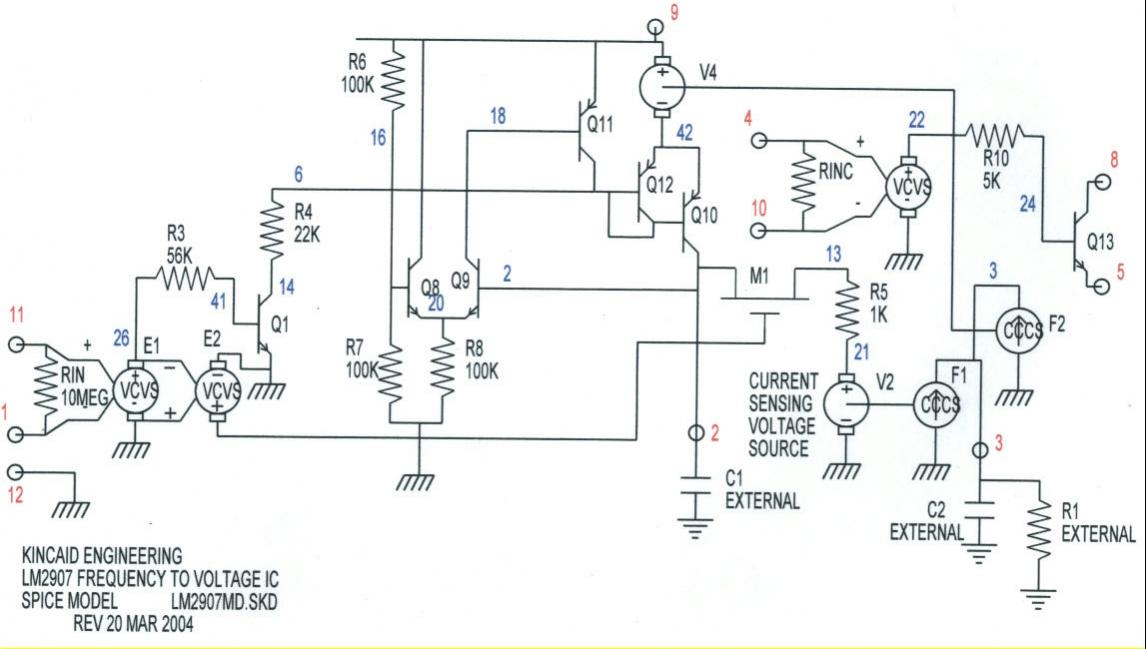 9
R6
100K
+
V4
−
18
Q11
16
42
4
22
+
VCVS
+
-
-
RINC
10
R10
5K
8
6
Q12
Q10
24
Q13
5
R4
22K
R3
56K
41
14
Q1
Q8
20
Q9
2
M1
13
R5
1K
3
CCCS
F2
11
RIN
10MEG
1
12
+
-
26
E1
VCVS
+
-
−
+
E2
VCVS
−
+
R7
100K
R8
100K
21
CURRENT
SENSING
VOLTAGE
SOURCE
+
−
V2
F1
CCCS
2
C1
EXTERNAL
3
C2
EXTERNAL
R1
EXTERNAL
KINCAID ENGINEERING
LM2907 FREQUENCY TO VOLTAGE IC
SPICE MODEL LM2907MD.SKD
REV 20 MAR 2004